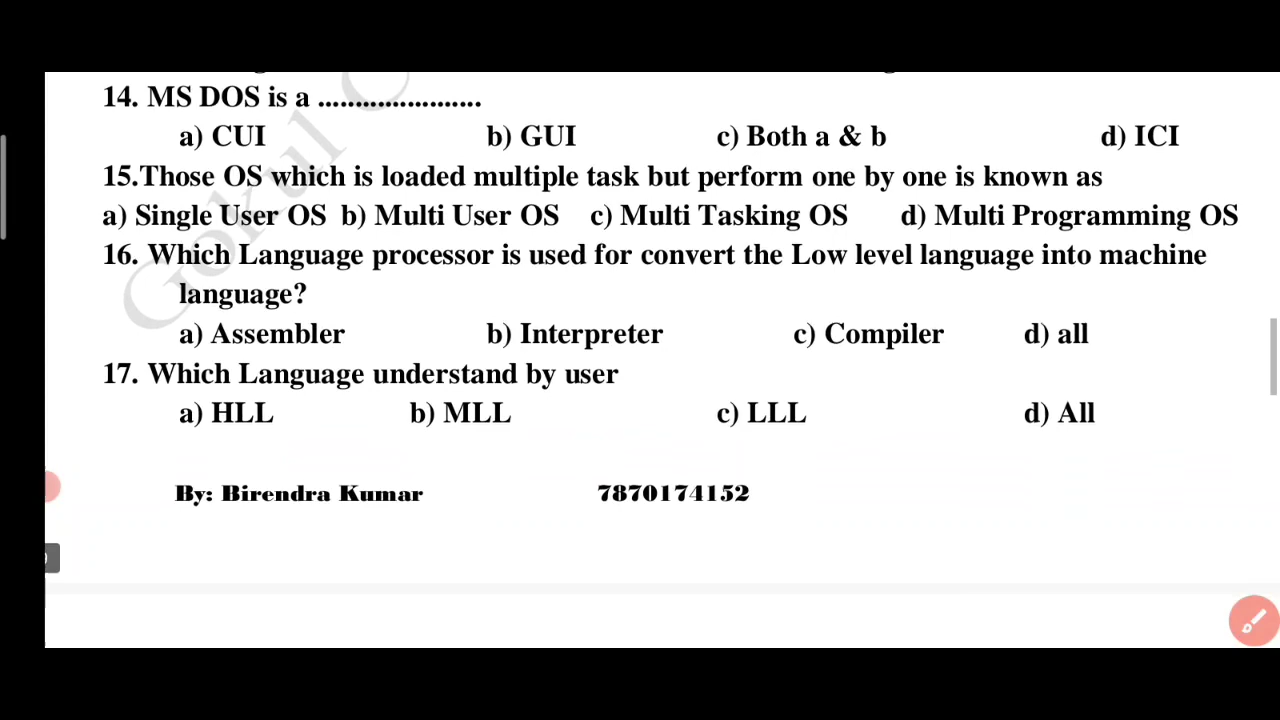 14. MS DOS is a ......................
a) CUI b) GUI c) Both a & b d) ICI
15.Those OS which is loaded multiple task but perform one by one is known as
a) Single User OS b) Multi User OS c) Multi Tasking OS d) Multi Programming OS
16. Which Language processor is used for convert the Low level language into machine
language?
a) Assembler b) Interpreter c) Compiler d) all
17. Which Language understand by user
a) HLL b) MLL c) LLL d) All
By: Birendra Kumar 7870174152
Gokul C